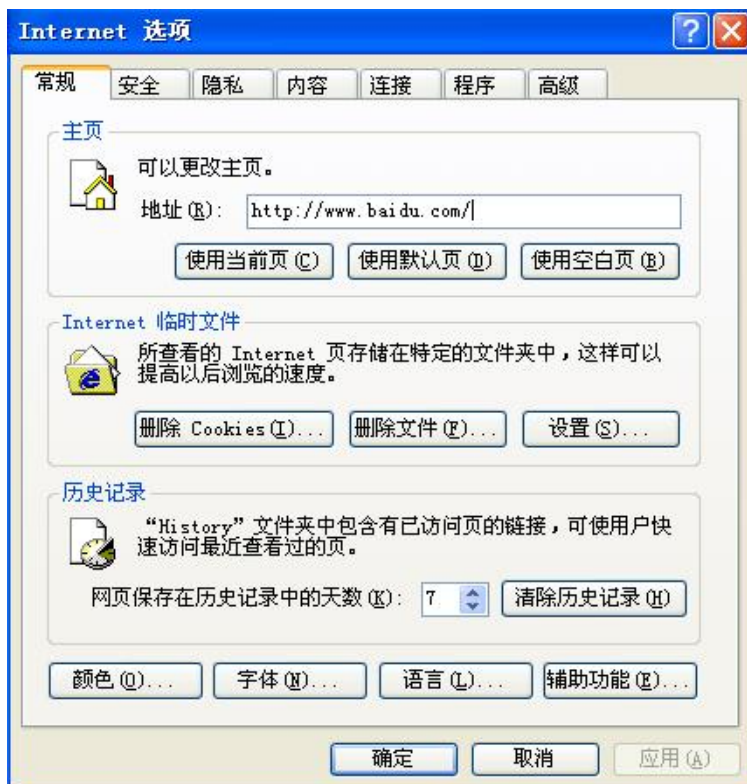 Internet 选项
常规 安全 隐私 内容 连接 程序 高级
主页
可以更改主页。
地址(R): http://www.baidu.com/
使用当前页(C) 使用默认页(D) 使用空白页(B)
Internet 临时文件
所查看的 Internet 页存储在特定的文件夹中，这样可以
提高以后浏览的速度。
删除 Cookies(I)... 删除文件(F)... 设置(S)...
历史记录
“History”文件夹中包含有已访问页的链接，可使用户快
速访问最近查看过的页。
网页保存在历史记录中的天数(K): 7 清除历史记录(H)
颜色(O)... 字体(N)... 语言(L)... 辅助功能(E)...
确定 取消 应用(A)